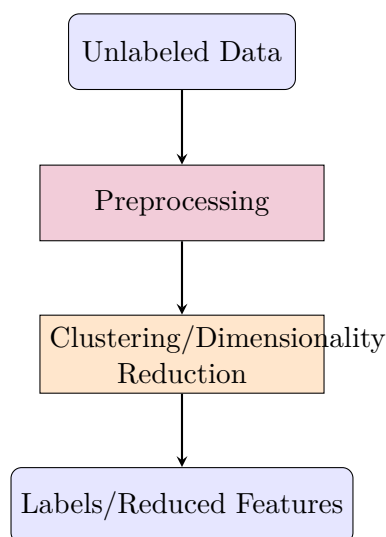 Unlabeled Data
Preprocessing
Clustering/Dimensionality
Reduction
Labels/Reduced Features